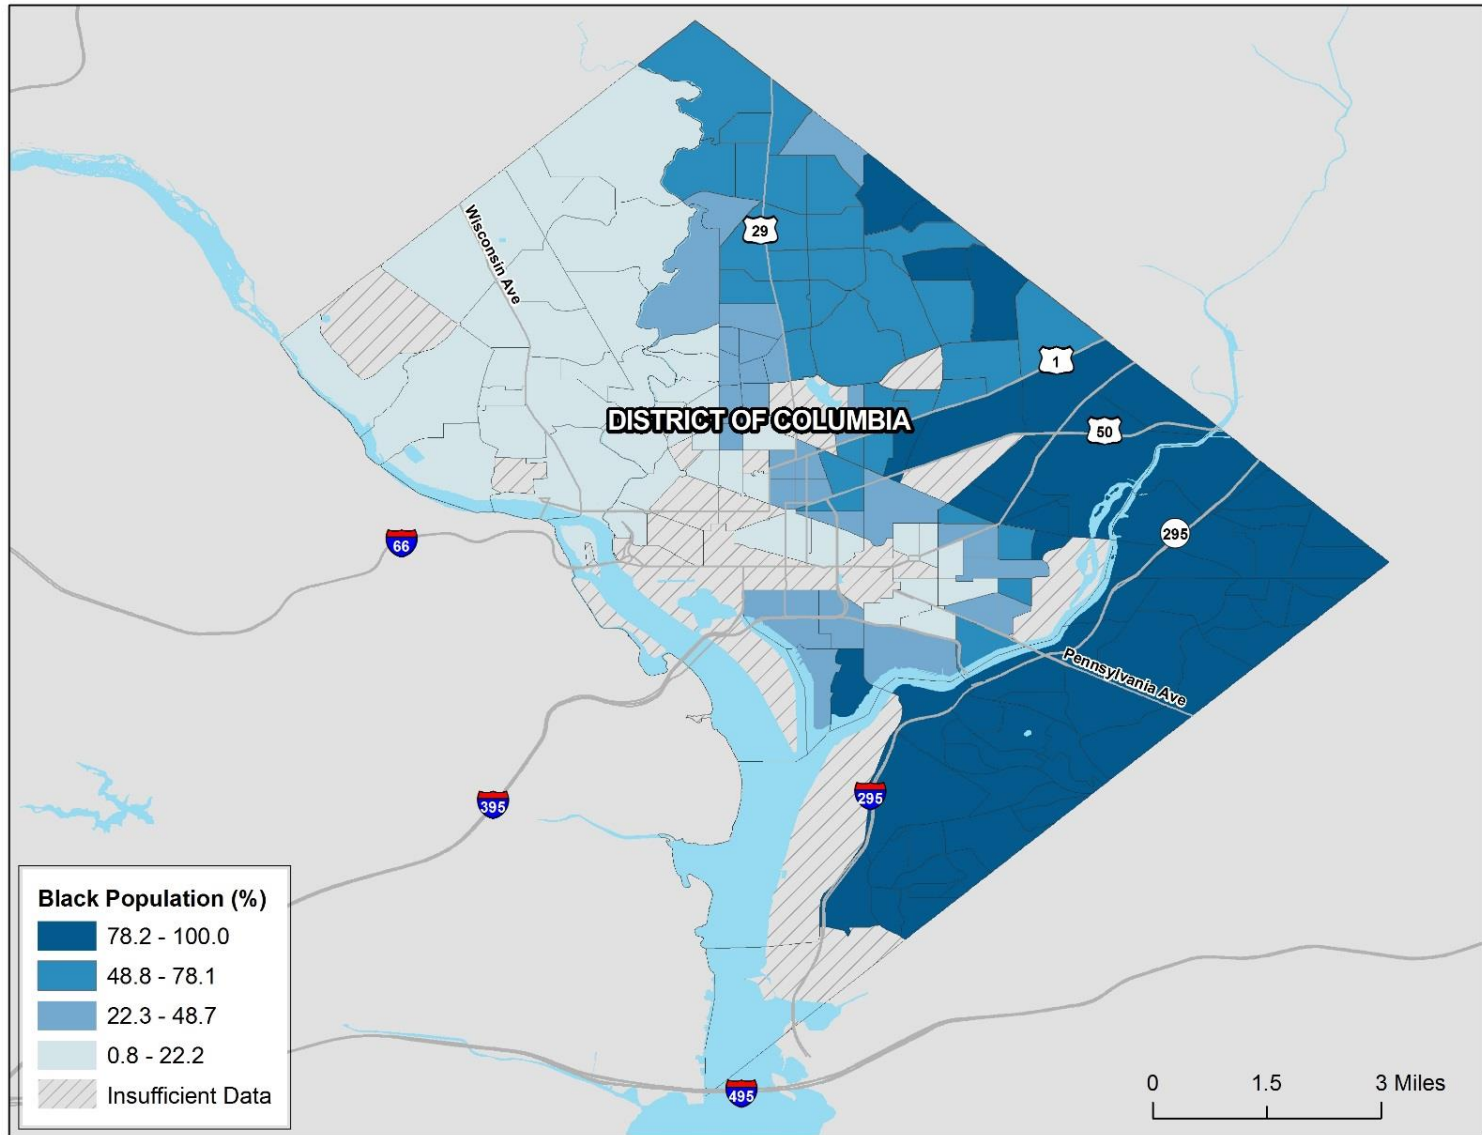 Wisconsin Ave
29
1
DISTRICT OF COLUMBIA
50
66
295
Pennsylvania Ave
395
295
Black Population (%)
78.2 - 100.0
48.8 - 78.1
22.3 - 48.7
0.8 - 22.2
Insufficient Data
495
0 1.5 3 Miles